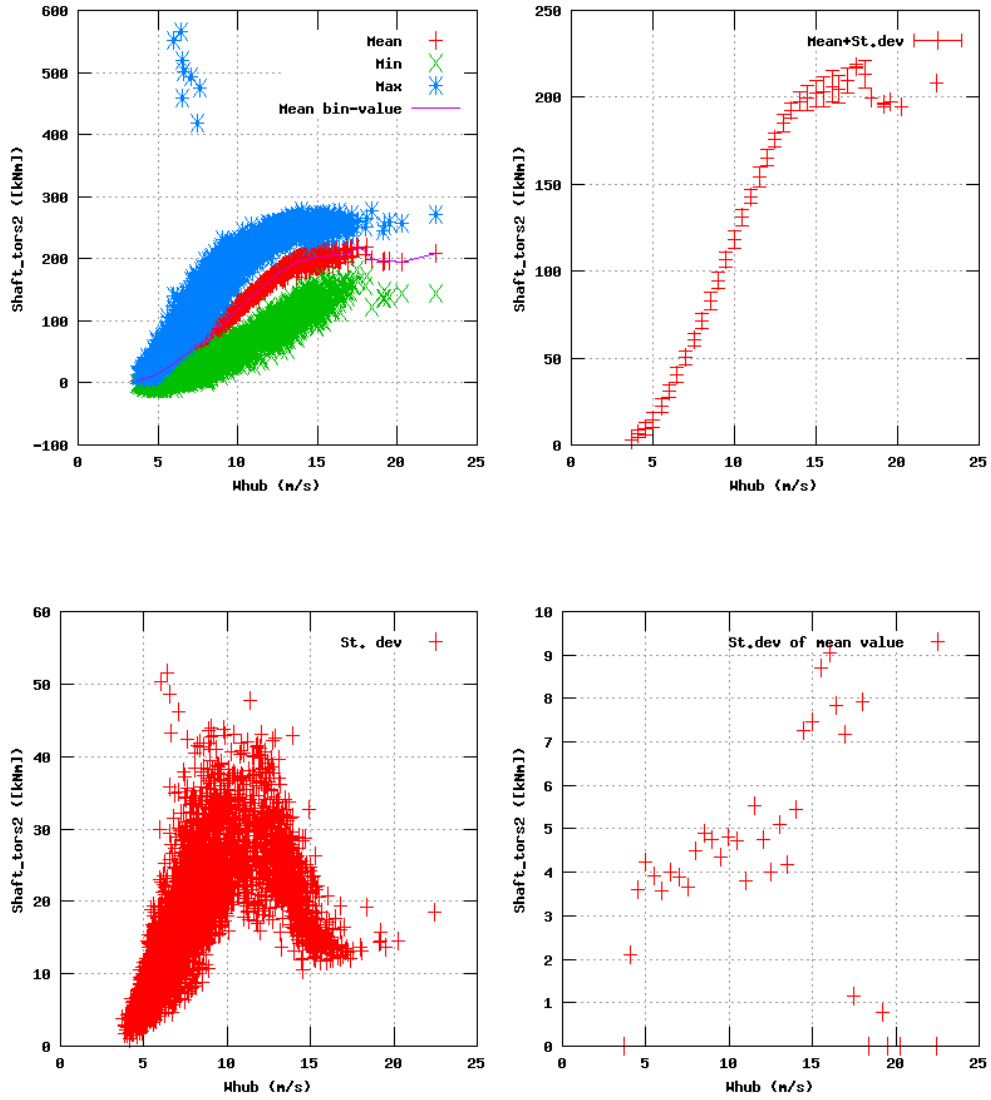 600
500
400
300
200
100
0
-100
Shaft_tors2 ([kNm])
Mean
Min
Max
Mean bin-value
0 5 10 15 20 25
Whub (m/s)
250
200
150
100
50
0
Shaft_tors2 ([kNm])
Mean+St.dev
0 5 10 15 20 25
Whub (m/s)
60
50
40
30
20
10
0
Shaft_tors2 ([kNm])
St. dev
0 5 10 15 20 25
Whub (m/s)
10
9
8
7
6
5
4
3
2
1
0
Shaft_tors2 ([kNm])
St.dev of mean value
0 5 10 15 20 25
Whub (m/s)